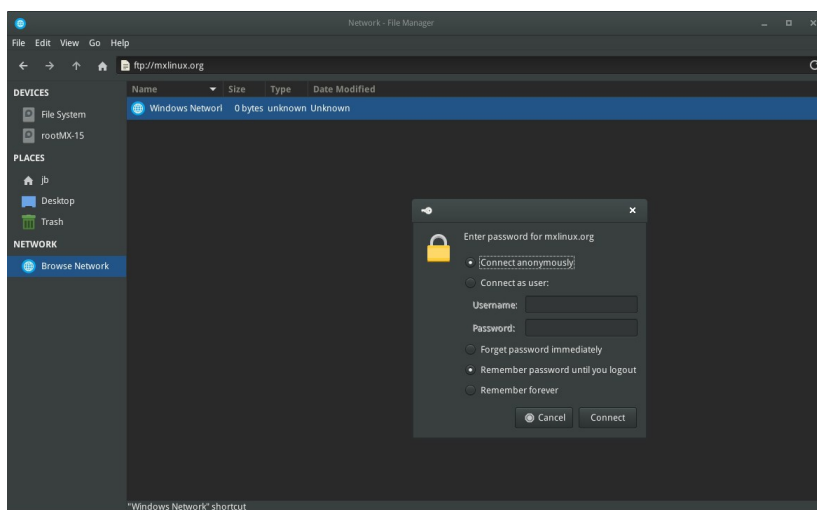 Network - File Manager
File Edit View Go Help
ftp://mxlinux.org
DEVICES
File System
rootMX-15
PLACES
jb
Desktop
Trash
NETWORK
Browse Network
Name Size Type Date Modified
Windows Networl 0 bytes unknown Unknown
Enter password for mxlinux.org
Connect anonymously
Connect as user:
Username:
Password:
Forget password immediately
Remember password until you logout
Remember forever
Cancel Connect
"Windows Network" shortcut